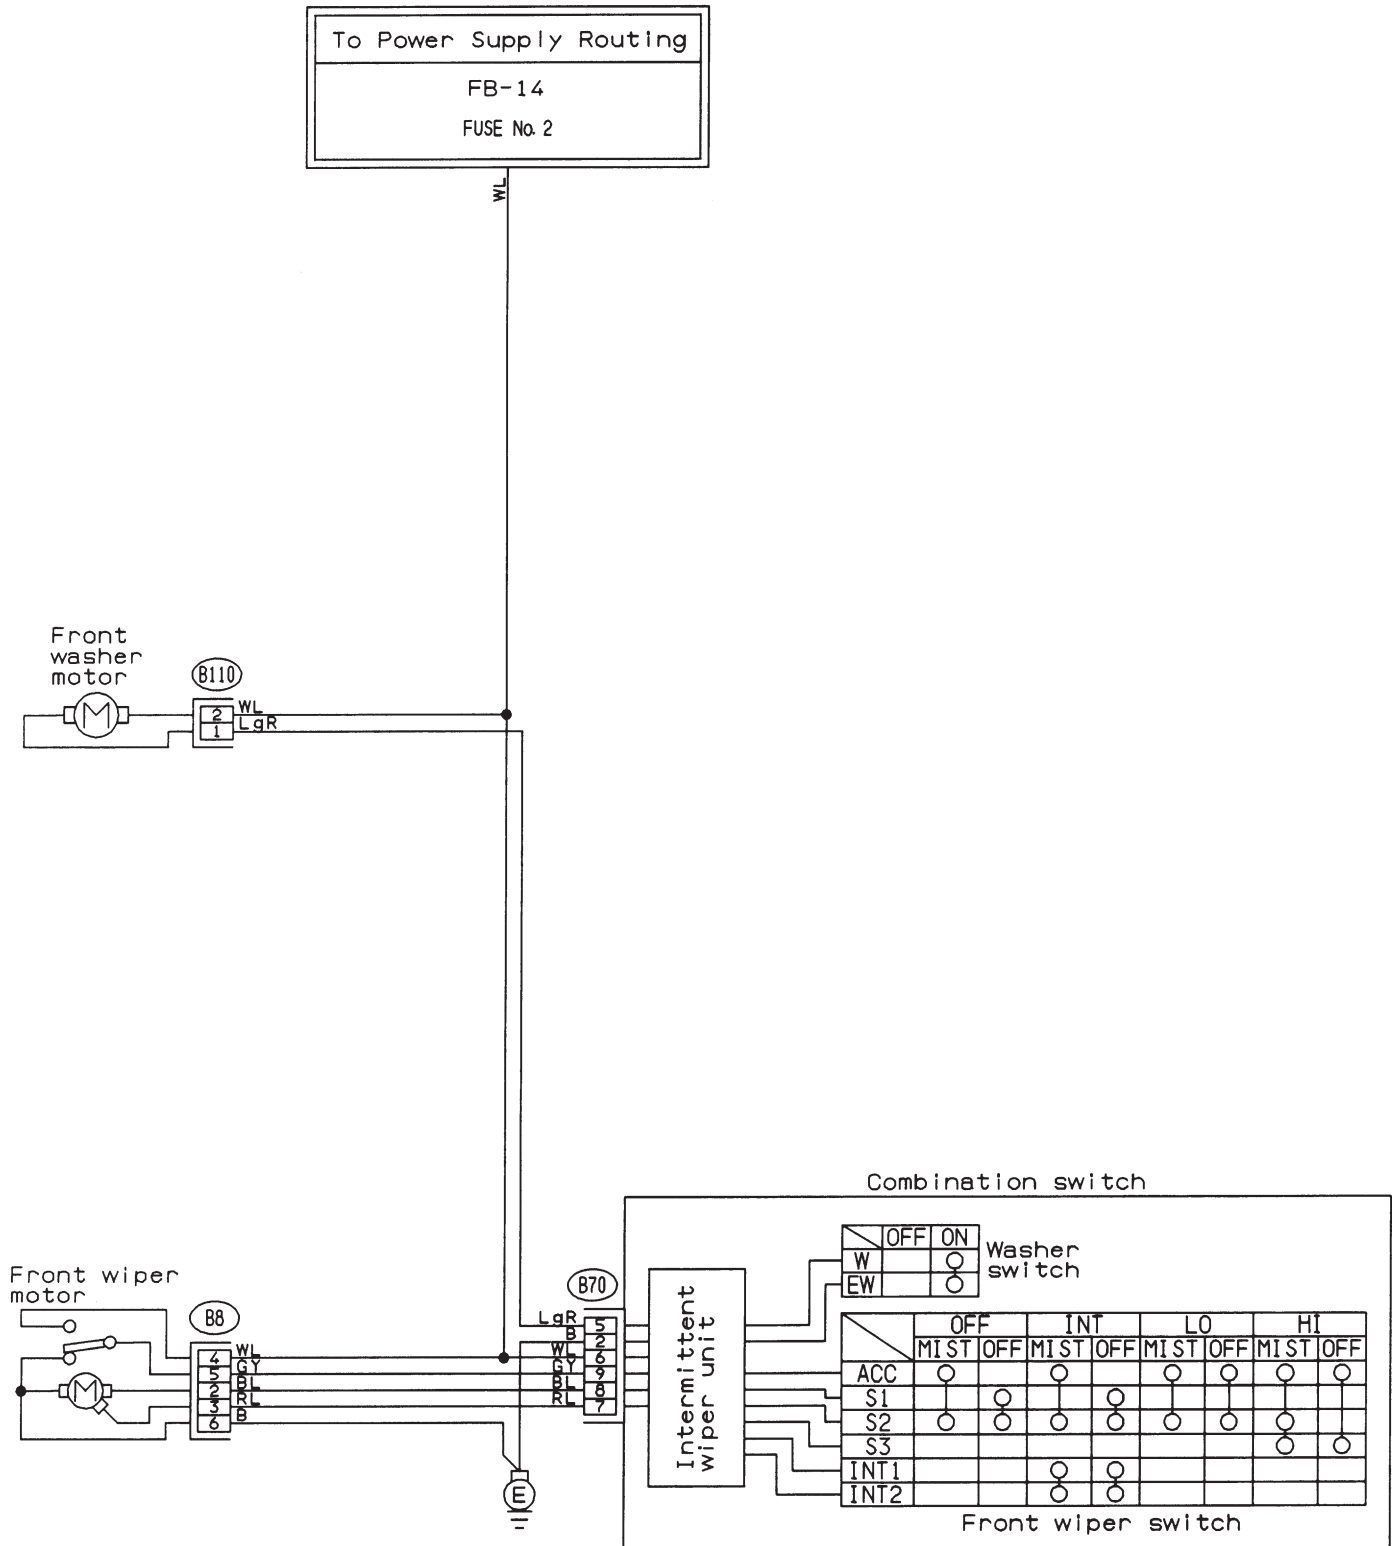 To Power Supply Routing
FB-14
FUSE No. 2
WL
Front
washer
motor
B110
2 WL
1 LgR
Combination switch
OFF ON
W
EW
Washer
switch
Front wiper
motor
B8
4 WL
5 GY
2 BL
3 RL
6 B
B70
LgR 5
B 2
WL 6
GY 9
BL 8
RL 7
E
Intermittent
wiper unit
OFF INT LO HI
MIST OFF MIST OFF MIST OFF MIST OFF
ACC
S1
S2
S3
INT1
INT2
Front wiper switch